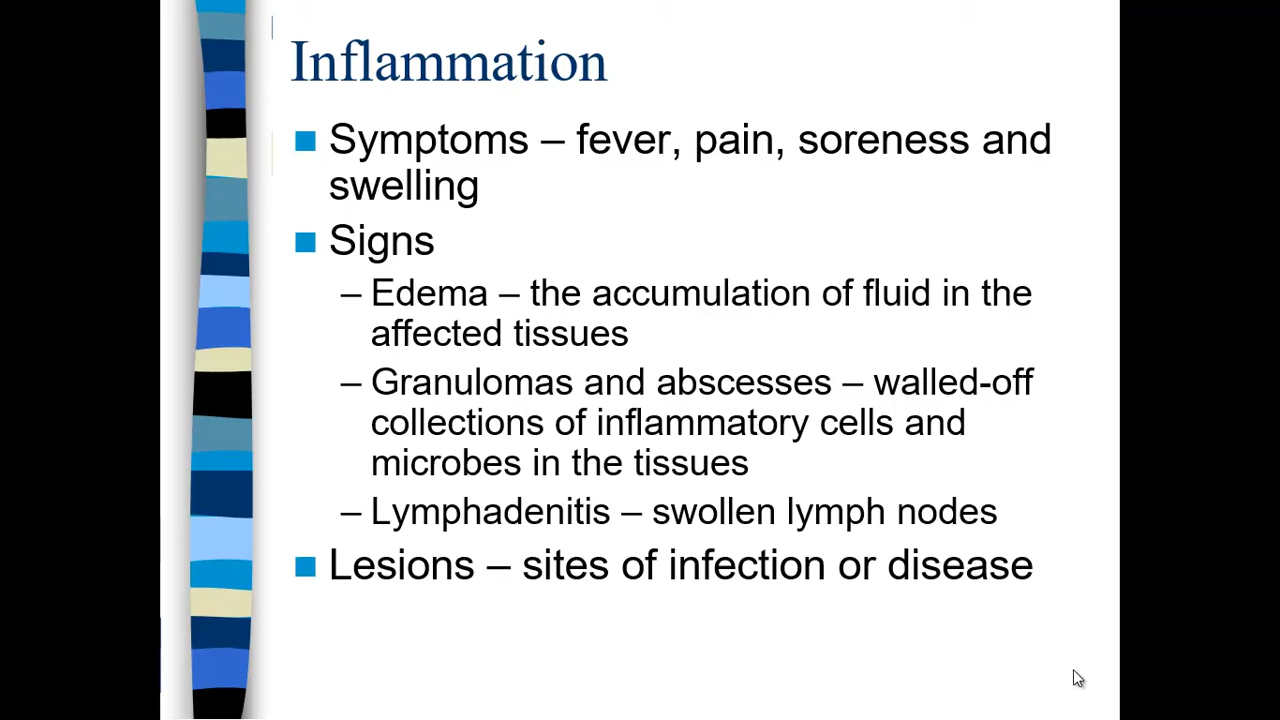 Inflammation
Symptoms – fever, pain, soreness and
swelling
Signs
– Edema – the accumulation of fluid in the
affected tissues
– Granulomas and abscesses – walled-off
collections of inflammatory cells and
microbes in the tissues
– Lymphadenitis – swollen lymph nodes
Lesions – sites of infection or disease